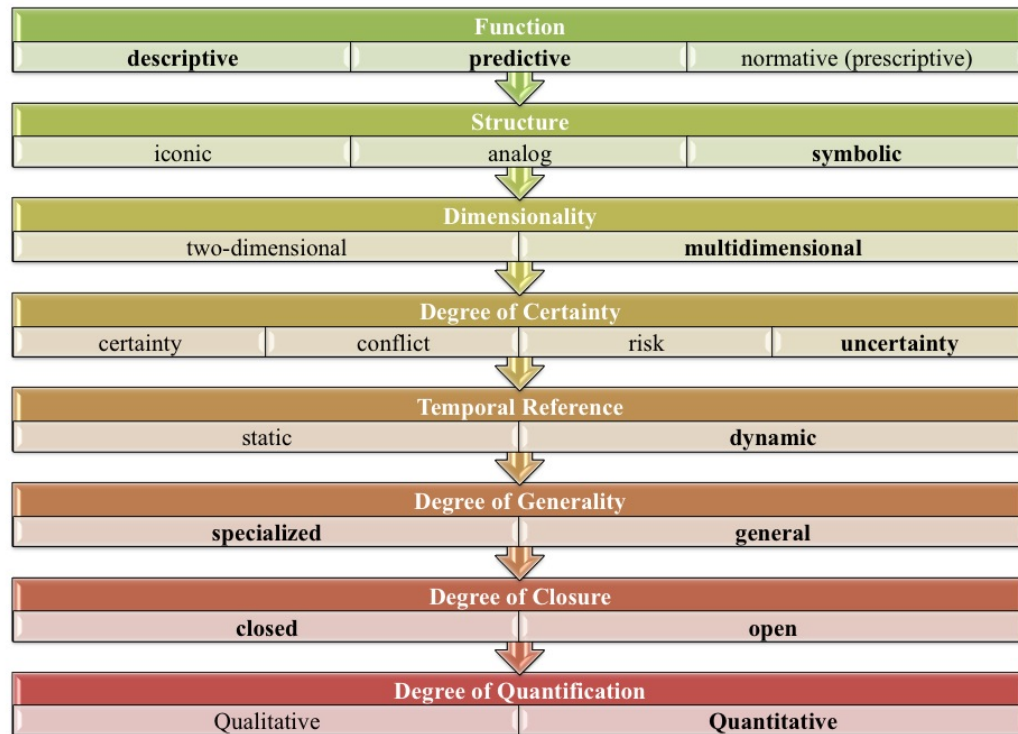 Function
descriptive predictive normative (prescriptive)
Structure
iconic analog symbolic
Dimensionality
two-dimensional multidimensional
Degree of Certainty
certainty conflict risk uncertainty
Temporal Reference
static dynamic
Degree of Generality
specialized general
Degree of Closure
closed open
Degree of Quantification
Qualitative Quantitative